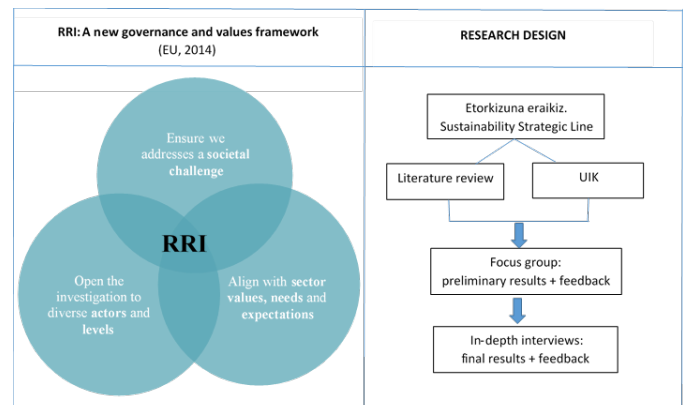 RRI: A new governance and values framework
(EU, 2014)
Ensure we
addresses a societal
challenge
RRI
Open the
investigation to
diverse actors and
levels
Align with sector
values, needs and
expectations
RESEARCH DESIGN
Etorkizuna eraikiz.
Sustainability Strategic Line
Literature review
UIK
Focus group:
preliminary results + feedback
In-depth interviews:
final results + feedback